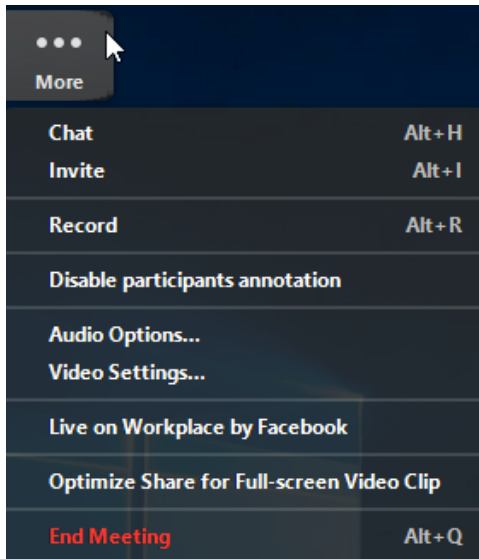 More
Chat Alt+H
Invite Alt+I
Record Alt+R
Disable participants annotation
Audio Options...
Video Settings...
Live on Workplace by Facebook
Optimize Share for Full-screen Video Clip
End Meeting Alt+Q